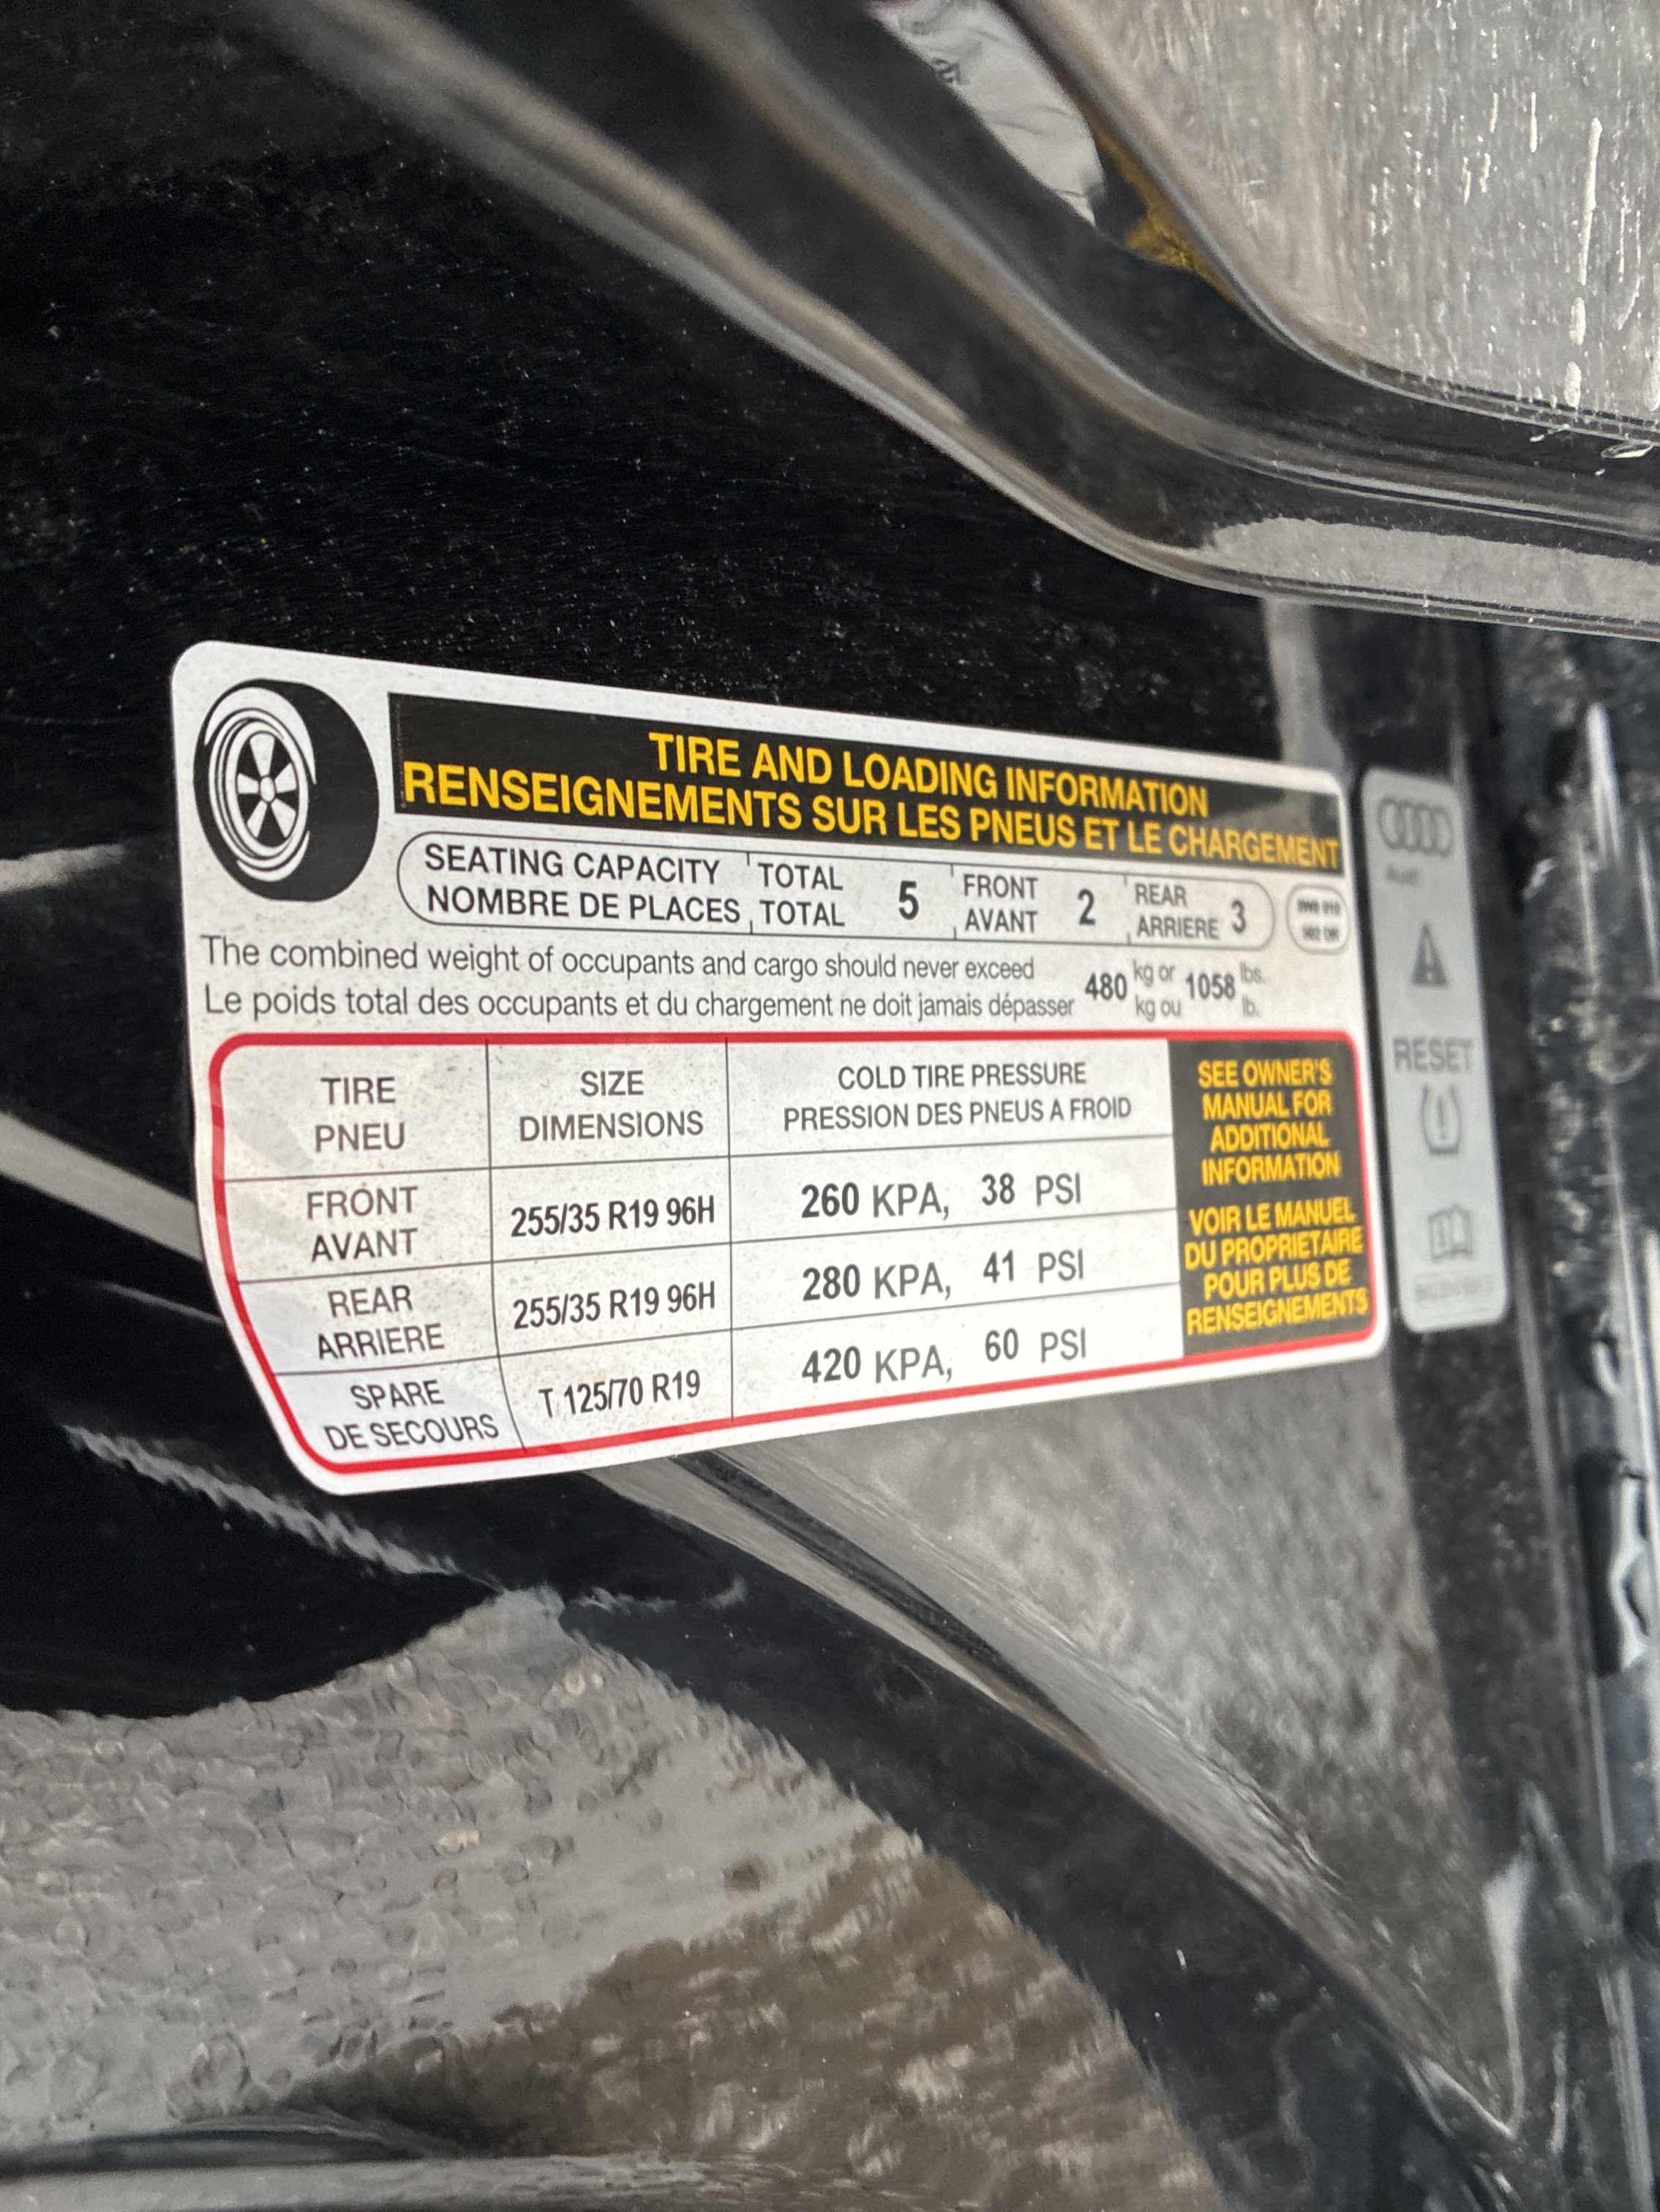 TIRE AND LOADING INFORMATION
RENSEIGNEMENTS SUR LES PNEUS ET LE CHARGEMENT
SEATING CAPACITY TOTAL 5 FRONT 2 REAR 3
NOMBRE DE PLACES TOTAL AVANT ARRIERE
The combined weight of occupants and cargo should never exceed 480 kg or 1058 lbs.
Le poids total des occupants et du chargement ne doit jamais dépasser kg ou lb.
TIRE SIZE COLD TIRE PRESSURE
PNEU DIMENSIONS PRESSION DES PNEUS A FROID
FRONT
AVANT
255/35 R19 96H 260 KPA, 38 PSI
REAR
ARRIERE
255/35 R19 96H 280 KPA, 41 PSI
SPARE
DE SECOURS
T 125/70 R19 420 KPA, 60 PSI
SEE OWNER'S
MANUAL FOR
ADDITIONAL
INFORMATION
VOIR LE MANUEL
DU PROPRIETAIRE
POUR PLUS DE
RENSEIGNEMENTS
Audi
RESET